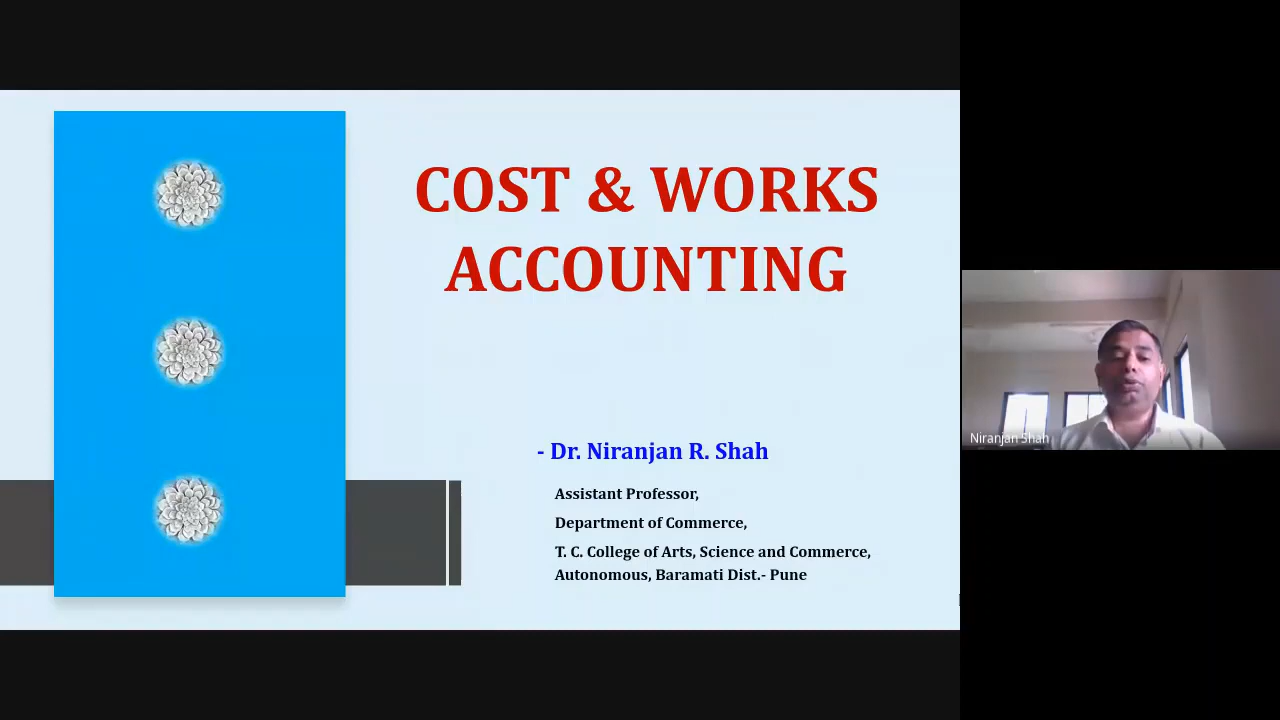 COST & WORKS
ACCOUNTING
- Dr. Niranjan R. Shah
Assistant Professor,
Department of Commerce,
T. C. College of Arts, Science and Commerce,
Autonomous, Baramati Dist.- Pune
Niranjan Shah